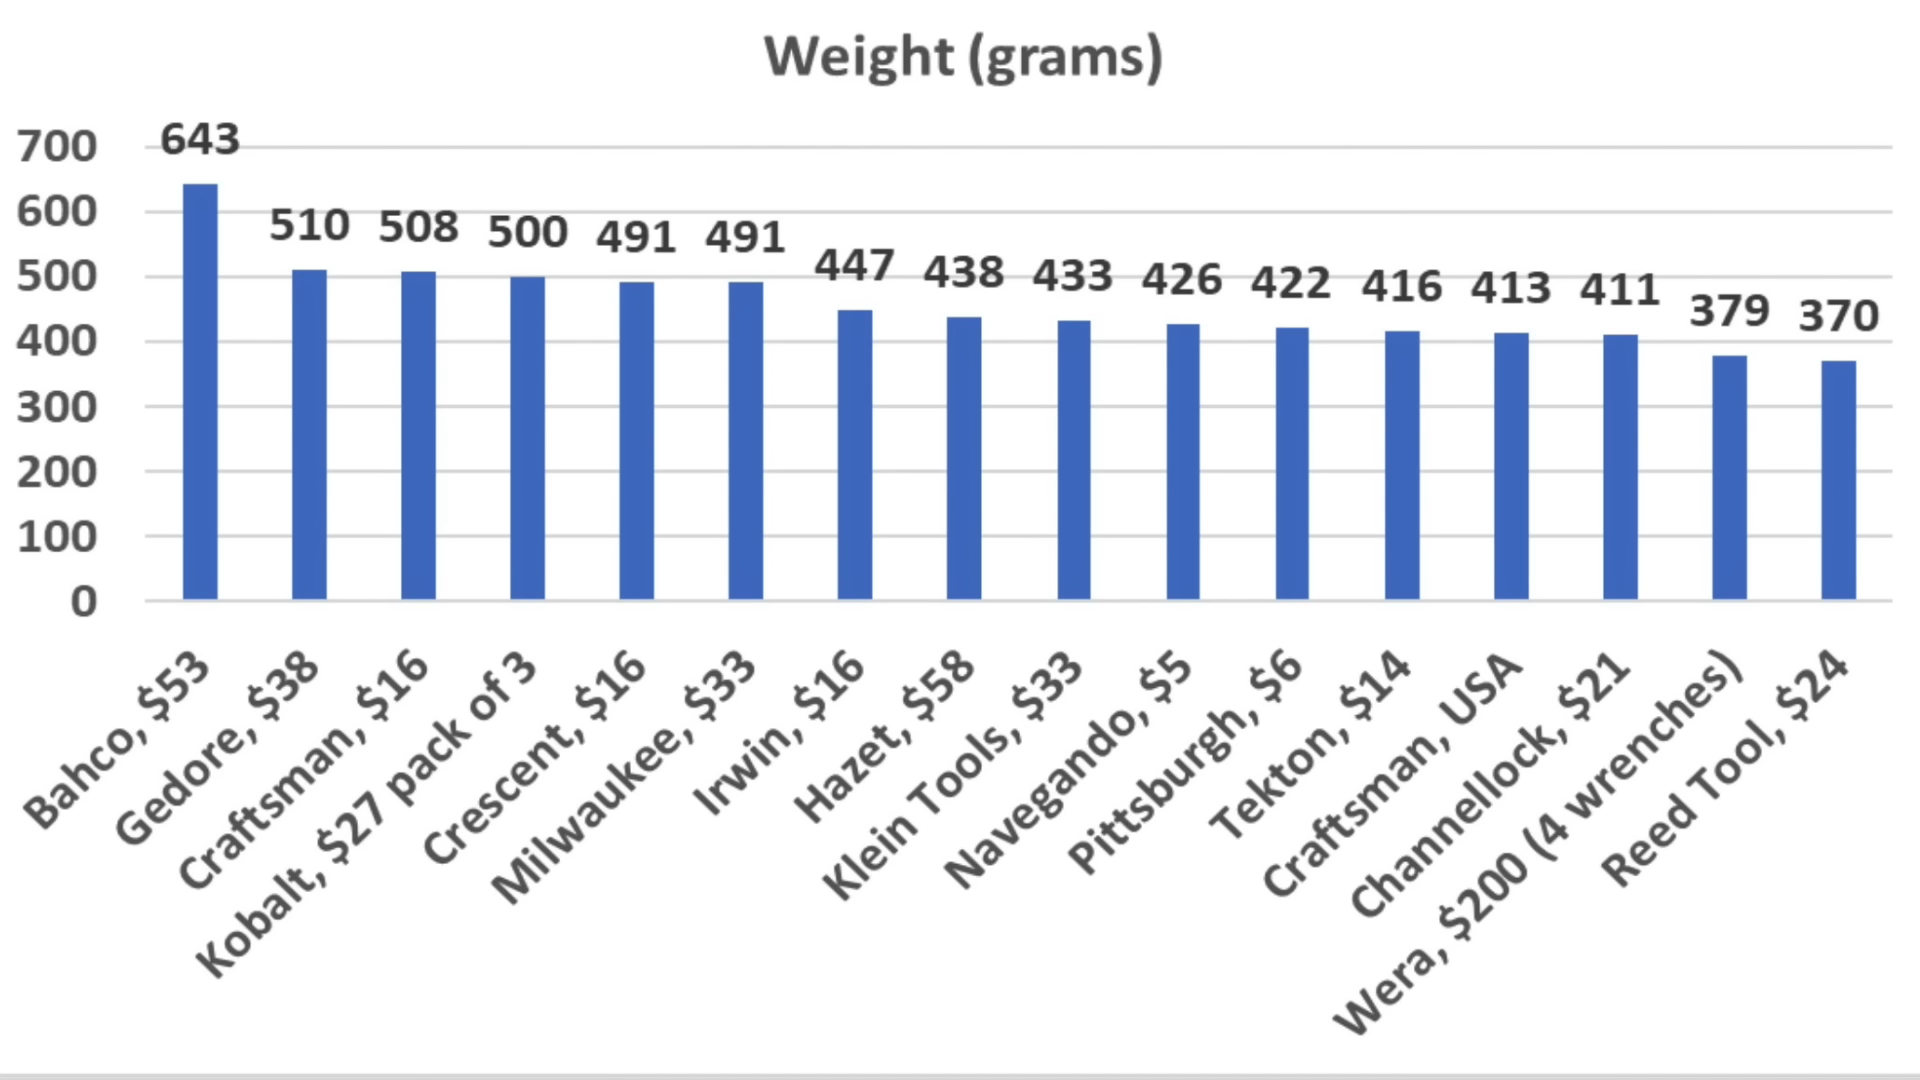 Weight (grams)
700
600
500
400
300
200
100
0
643
510
508
500
491
491
447
438
433
426
422
416
413
411
379
370
Bahco, $53
Gedore, $38
Craftsman, $16
Kobalt, $27 pack of 3
Crescent, $16
Milwaukee, $33
Irwin, $16
Hazet, $58
Klein Tools, $33
Navegando, $5
Pittsburgh, $6
Tekton, $14
Craftsman, USA
Channellock, $21
Wera, $200 (4 wrenches)
Reed Tool, $24